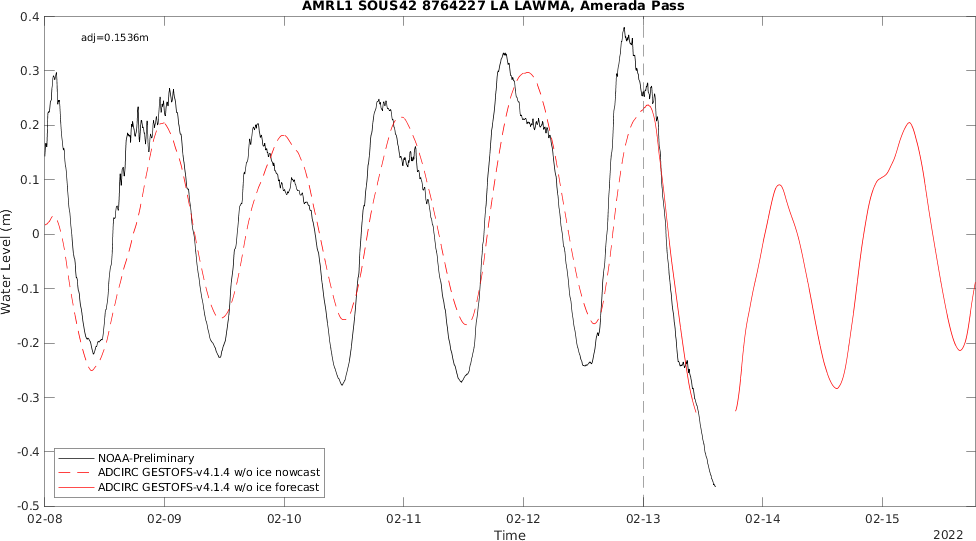 AMRL1 SOUS42 8764227 LA LAWMA, Amerada Pass
adj=0.1536m
0.4
0.3
0.2
0.1
0
-0.1
-0.2
-0.3
-0.4
-0.5
Water Level (m)
NOAA-Preliminary
ADCIRC GESTOFS-v4.1.4 w/o ice nowcast
ADCIRC GESTOFS-v4.1.4 w/o ice forecast
02-08 02-09 02-10 02-11 02-12 02-13 02-14 02-15
Time
2022